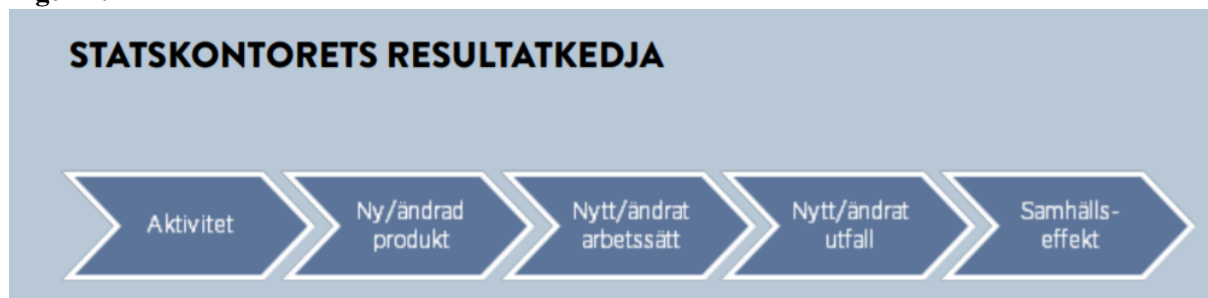 STATSKONTORETS RESULTATKEDJA
Aktivitet
Ny/ändrad
produkt
Nytt/ändrat
arbetssätt
Nytt/ändrat
utfall
Samhälls-
effekt